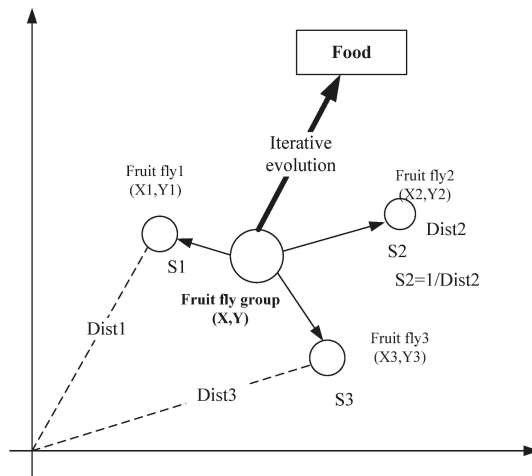 Food
Iterative
evolution
Fruit fly1
(X1,Y1)
Fruit fly2
(X2,Y2)
Dist2
S2
S1
S2=1/Dist2
Fruit fly group
(X,Y)
Dist1
Fruit fly3
(X3,Y3)
Dist3
S3